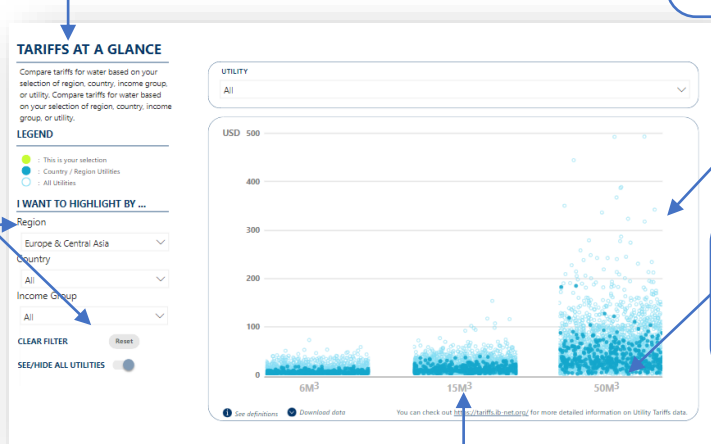 TARIFFS AT A GLANCE
Compare tariffs for water based on your
selection of region, country, income group,
or utility. Compare tariffs for water based
on your selection of region, country, income
group, or utility.
LEGEND
: This is your selection
: Country / Region Utilities
: All Utilities
I WANT TO HIGHLIGHT BY ...
Region
Europe & Central Asia
Country
All
Income Group
All
CLEAR FILTER
Reset
SEE/HIDE ALL UTILITIES
UTILITY
All
USD 500
400
300
200
100
0
6M³ 15M³ 50M³
i See definitions Download data You can check out https://tariffs.ib-net.org/ for more detailed information on Utility Tariffs data.